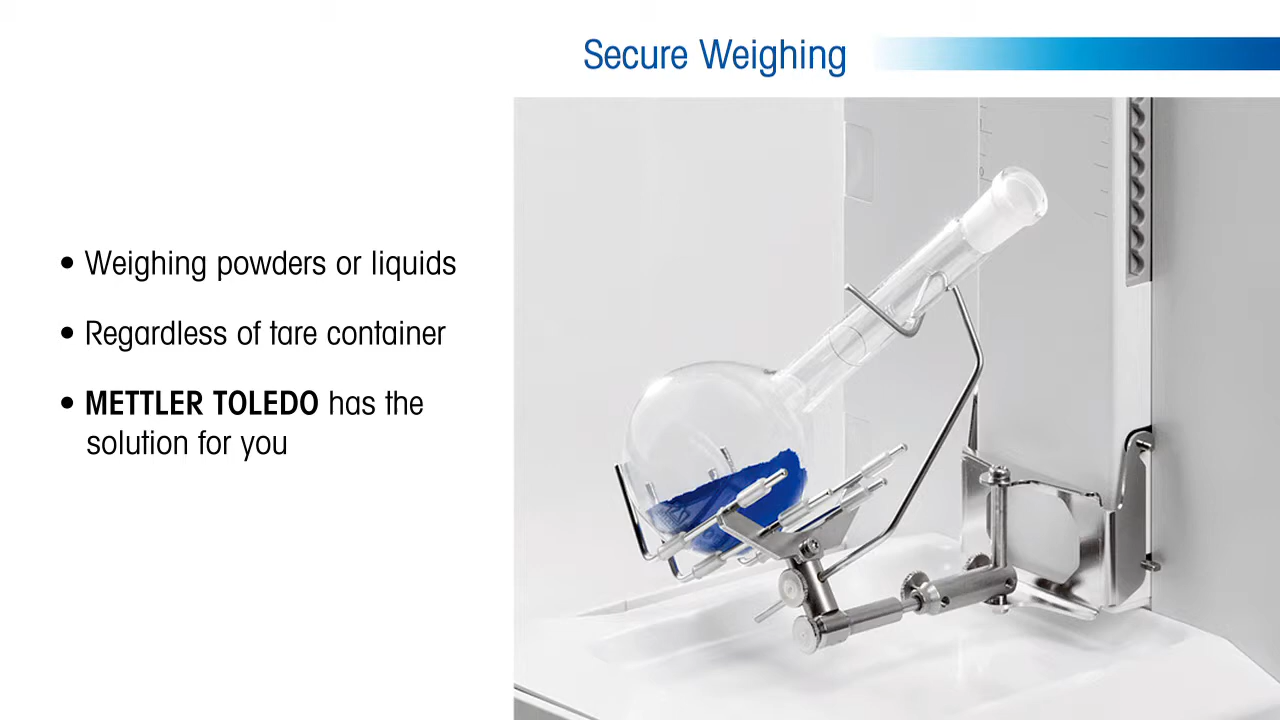 Secure Weighing
• Weighing powders or liquids
• Regardless of tare container
• METTLER TOLEDO has the
solution for you